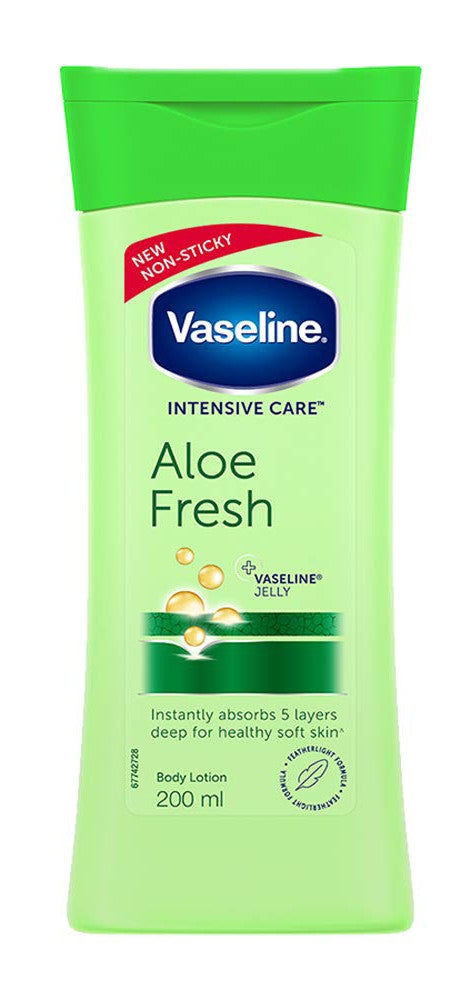 NEW
NON-STICKY
Vaseline®
INTENSIVE CARE™
Aloe
Fresh
+ VASELINE®
JELLY
Instantly absorbs 5 layers
deep for healthy soft skin^
67742728
Body Lotion
200 ml
FEATHERLIGHT FORMULA • FEATHERLIGHT FORMULA •